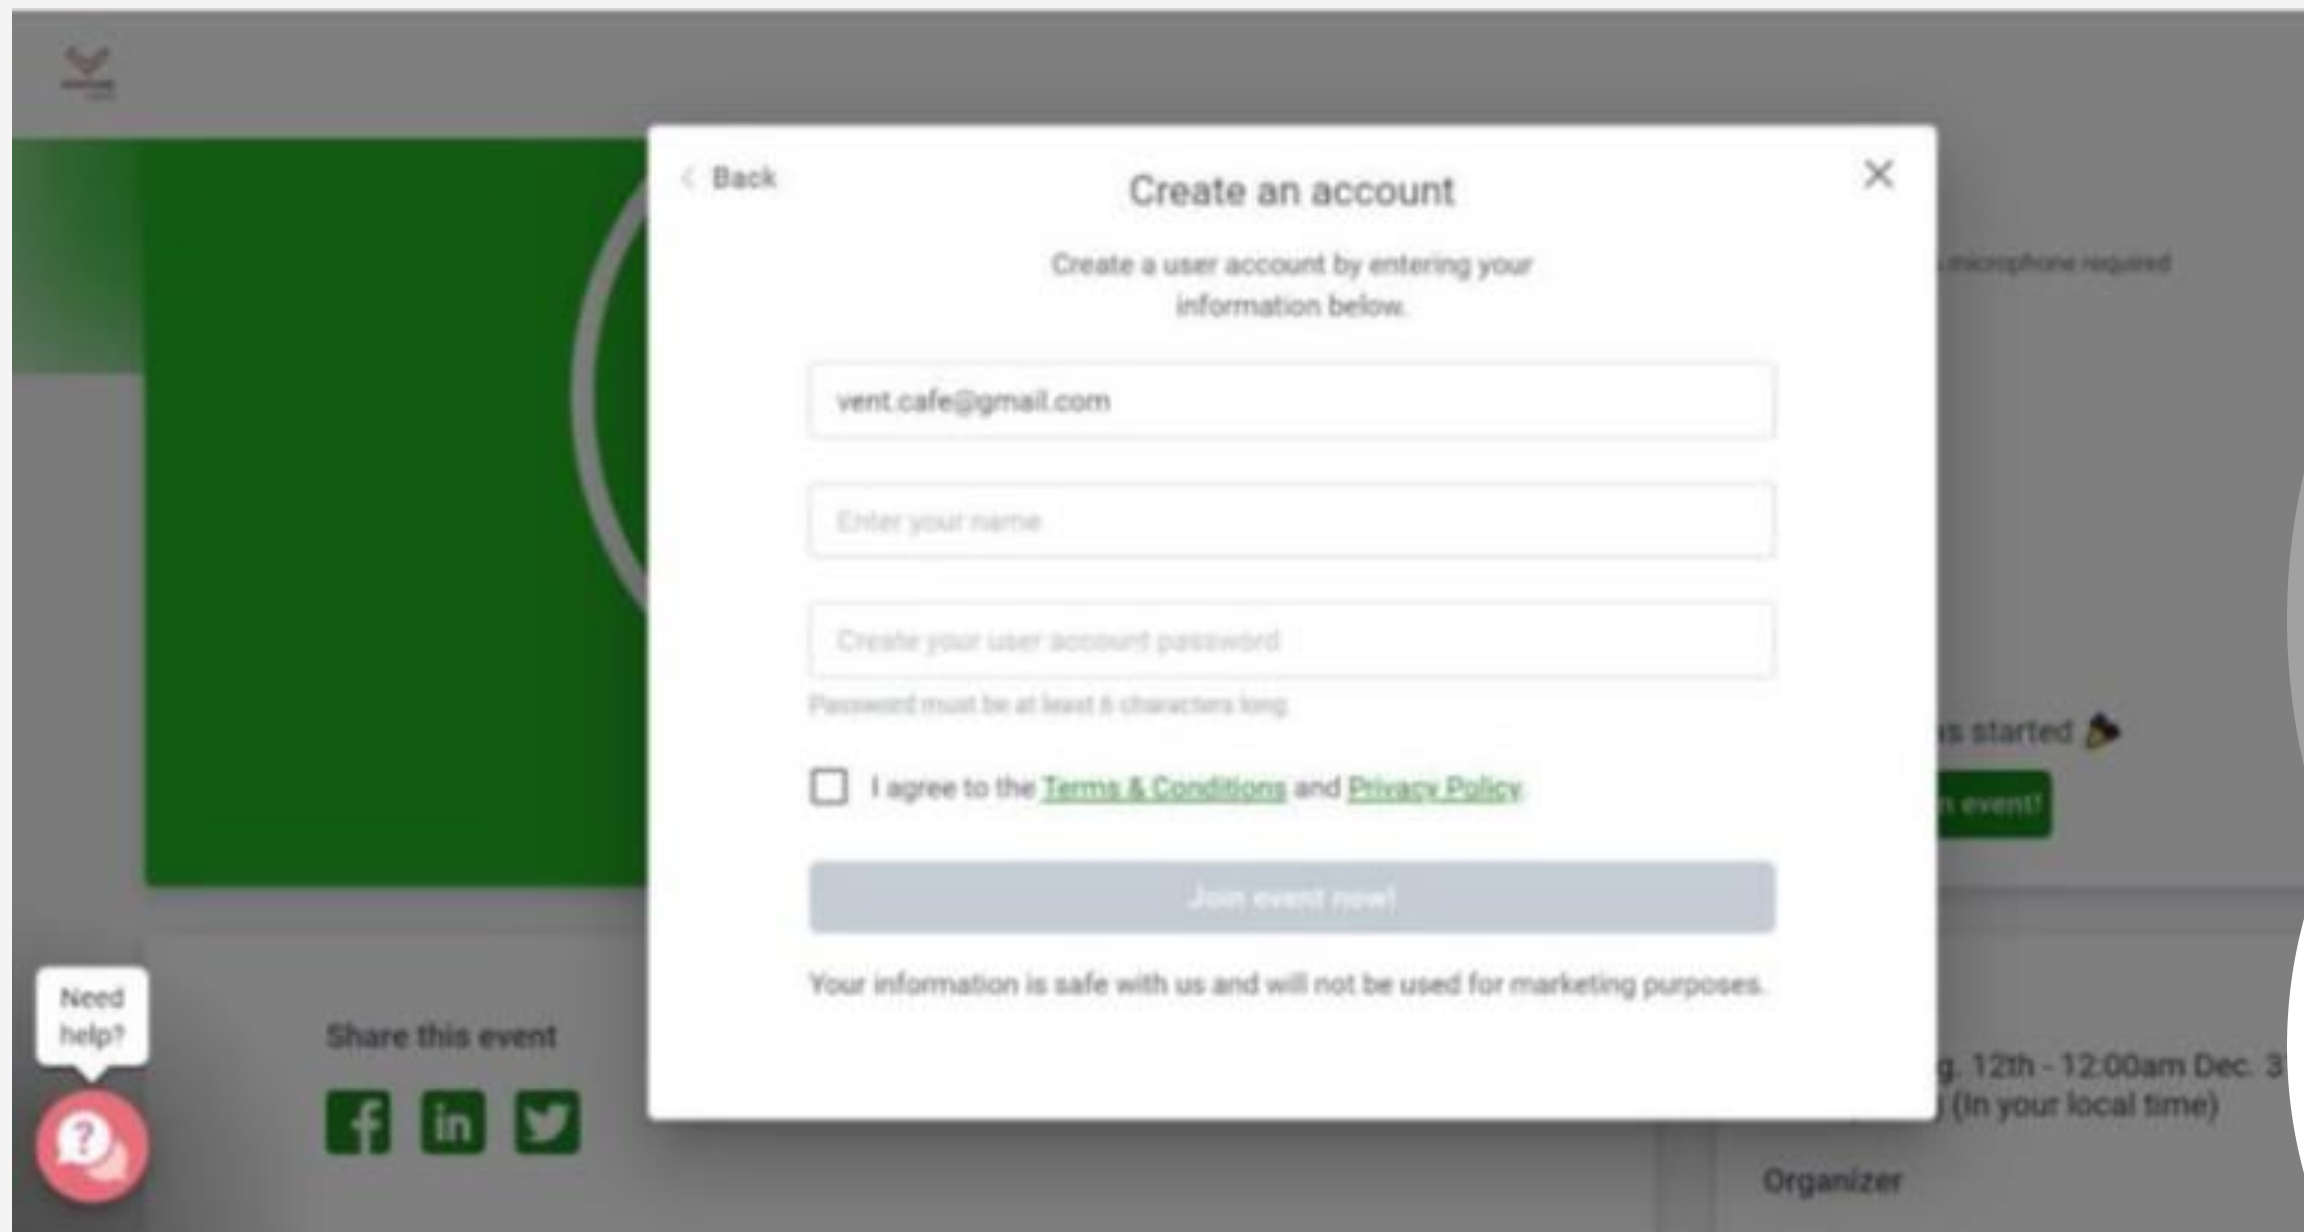 Back
Create an account
Create a user account by entering your
information below.
microphone required
vent.cafe@gmail.com
Enter your name
Create your user account password
Password must be at least 6 characters long
started
I agree to the Terms & Conditions and Privacy Policy.
event!
Join event now!
Your information is safe with us and will not be used for marketing purposes.
Need
help?
Share this event
in
12th - 12:00am Dec.
(In your local time)
?
Organizer